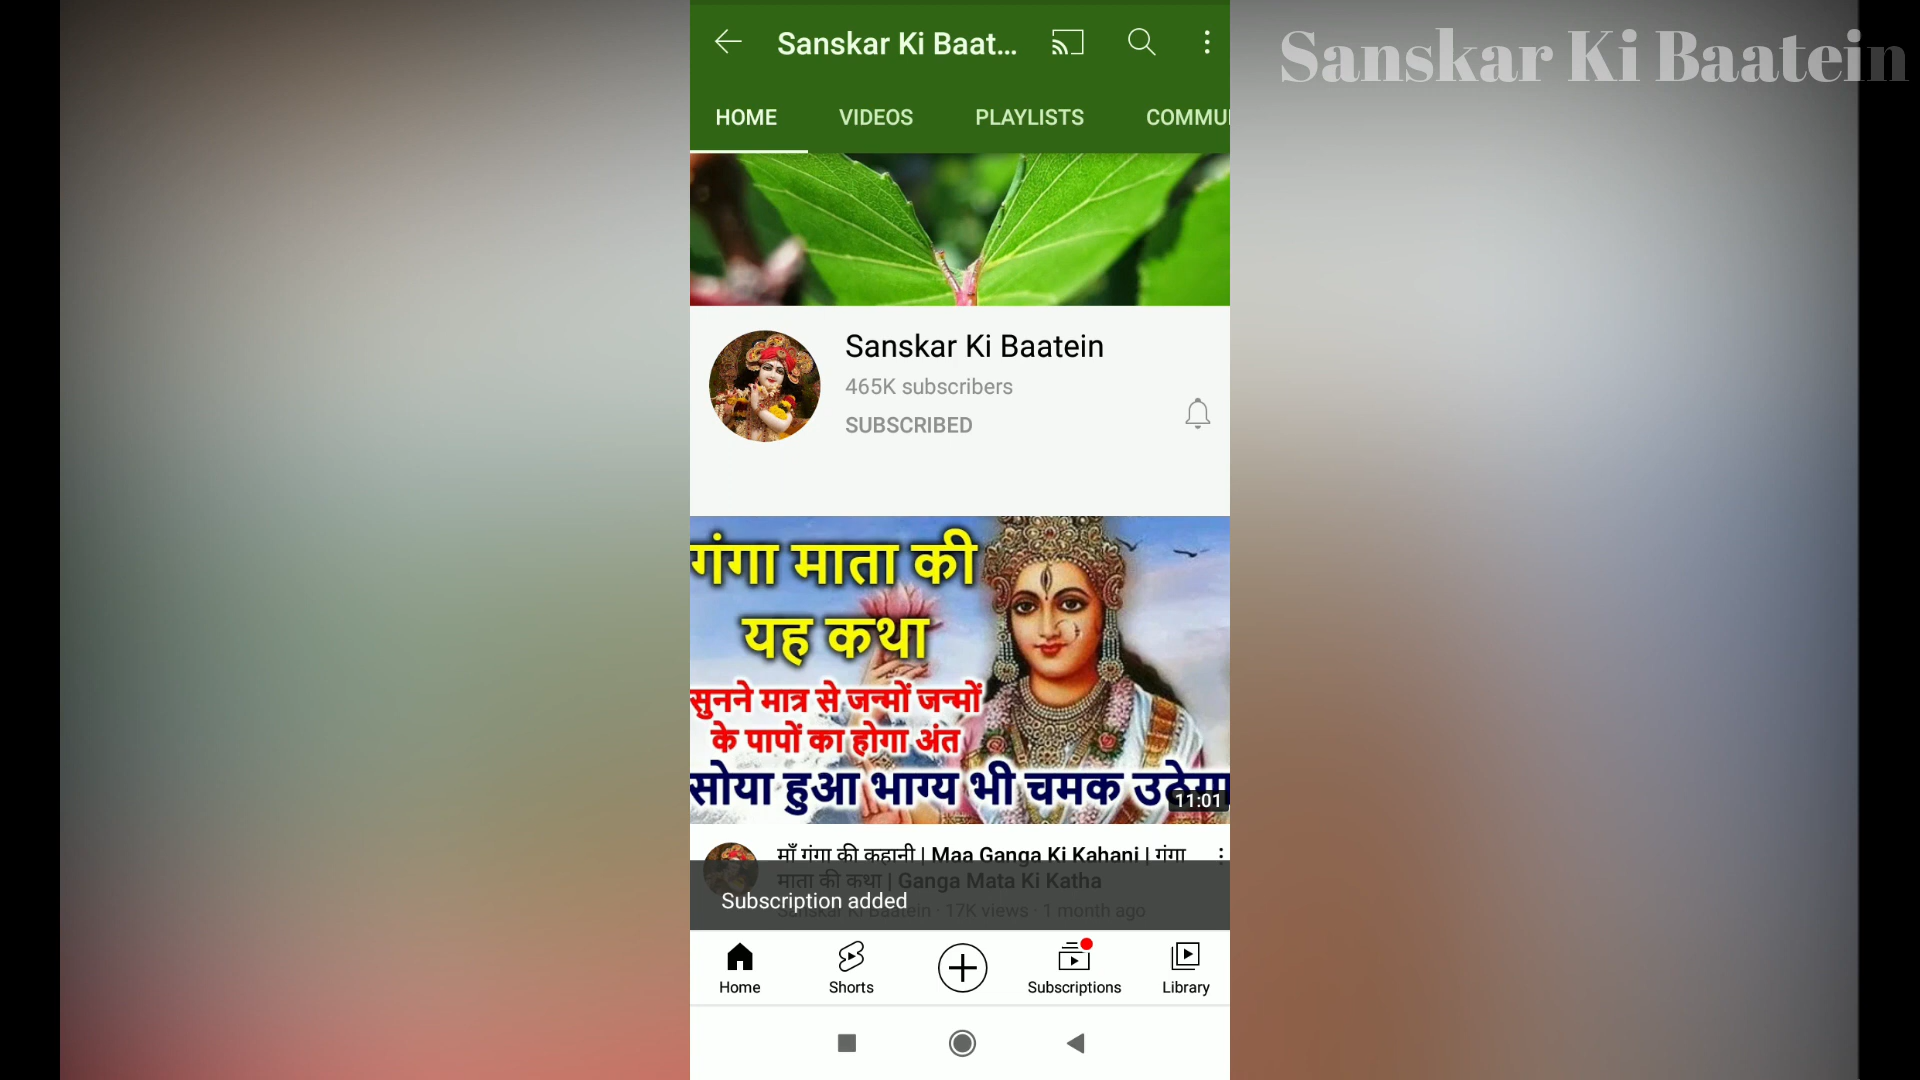 Sanskar Ki Baat...
Sanskar Ki Baatein
HOME VIDEOS PLAYLISTS COMMU
Sanskar Ki Baatein
465K subscribers
SUBSCRIBED
गंगा माता की
यह कथा
सुनने मात्र से जन्मों जन्मों
के पापों का होगा अंत
सोया हुआ भाग्य भी चमक उठेगा
11:01
माँ गंगा की कहानी | Maa Ganga Ki Kahani | गंगा
माता की कथा | Ganga Mata Ki Katha
Sanskar Ki Baatein · 17K views · 1 month ago
Subscription added
Home Shorts Subscriptions Library